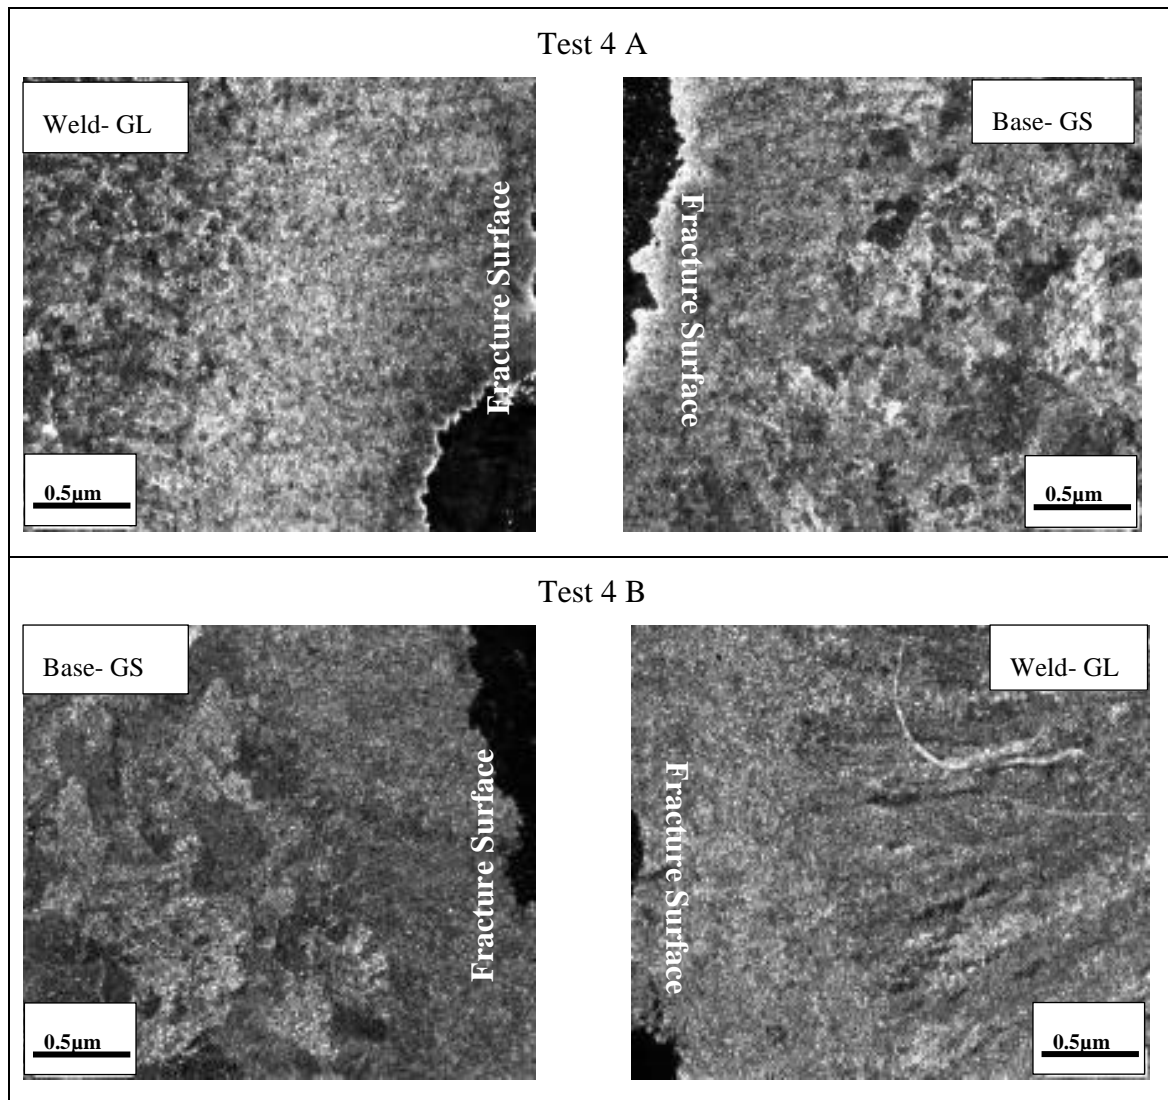 Test 4 A
Weld- GL
Fracture Surface
0.5µm
Base- GS
Fracture Surface
0.5µm
Test 4 B
Base- GS
Fracture Surface
0.5µm
Weld- GL
Fracture Surface
0.5µm